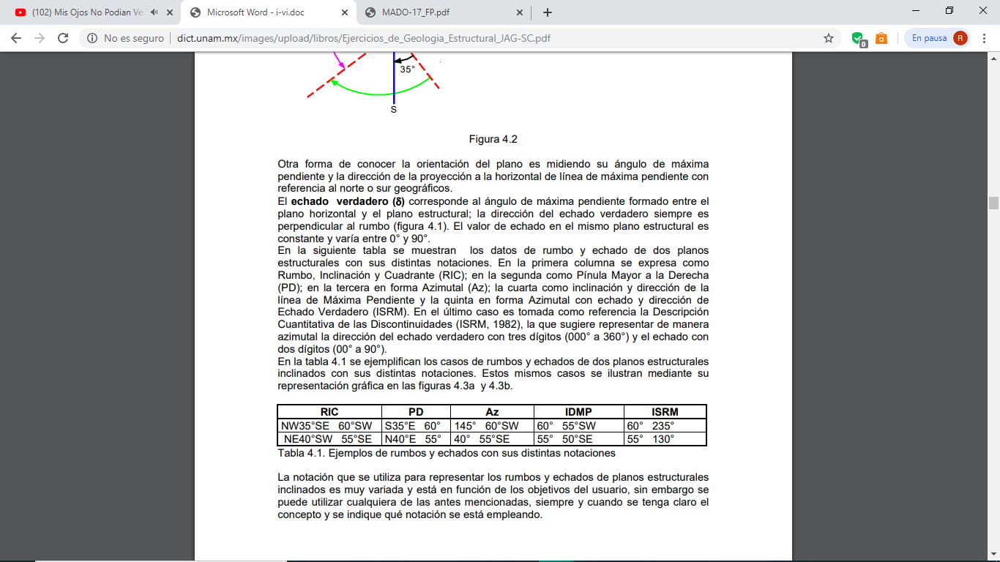 (102) Mis Ojos No Podian Ve
Microsoft Word - i-vi.doc
MADO-17_FP.pdf
No es seguro | dict.unam.mx/images/upload/libros/Ejercicios_de_Geologia_Estructural_JAG-SC.pdf
0
a
En pausa
R
35°
S
Figura 4.2
Otra forma de conocer la orientación del plano es midiendo su ángulo de máxima
pendiente y la dirección de la proyección a la horizontal de línea de máxima pendiente con
referencia al norte o sur geográficos.
El echado verdadero (δ) corresponde al ángulo de máxima pendiente formado entre el
plano horizontal y el plano estructural; la dirección del echado verdadero siempre es
perpendicular al rumbo (figura 4.1). El valor de echado en el mismo plano estructural es
constante y varía entre 0° y 90°.
En la siguiente tabla se muestran los datos de rumbo y echado de dos planos
estructurales con sus distintas notaciones. En la primera columna se expresa como
Rumbo, Inclinación y Cuadrante (RIC); en la segunda como Pínula Mayor a la Derecha
(PD); en la tercera en forma Azimutal (Az); la cuarta como inclinación y dirección de la
línea de Máxima Pendiente y la quinta en forma Azimutal con echado y dirección de
Echado Verdadero (ISRM). En el último caso es tomada como referencia la Descripción
Cuantitativa de las Discontinuidades (ISRM, 1982), la que sugiere representar de manera
azimutal la dirección del echado verdadero con tres dígitos (000° a 360°) y el echado con
dos dígitos (00° a 90°).
En la tabla 4.1 se ejemplifican los casos de rumbos y echados de dos planos estructurales
inclinados con sus distintas notaciones. Estos mismos casos se ilustran mediante su
representación gráfica en las figuras 4.3a y 4.3b.
RIC PD Az IDMP ISRM
NW35°SE 60°SW S35°E 60° 145° 60°SW 60° 55°SW 60° 235°
NE40°SW 55°SE N40°E 55° 40° 55°SE 55° 50°SE 55° 130°
Tabla 4.1. Ejemplos de rumbos y echados con sus distintas notaciones
La notación que se utiliza para representar los rumbos y echados de planos estructurales
inclinados es muy variada y está en función de los objetivos del usuario, sin embargo se
puede utilizar cualquiera de las antes mencionadas, siempre y cuando se tenga claro el
concepto y se indique qué notación se está empleando.